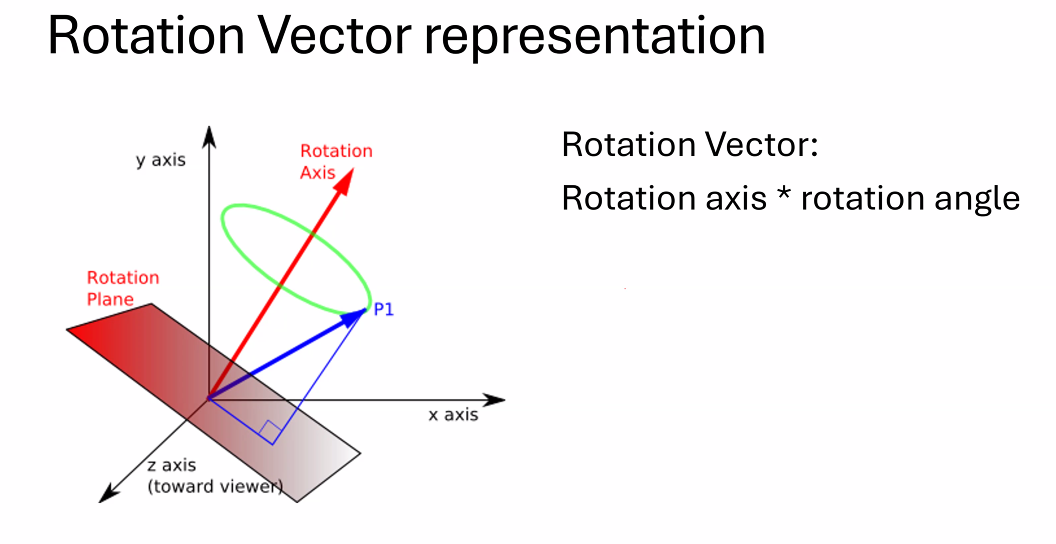 Rotation Vector representation
y axis
Rotation
Axis
Rotation
Plane
P1
x axis
z axis
(toward viewer)
Rotation Vector:
Rotation axis * rotation angle